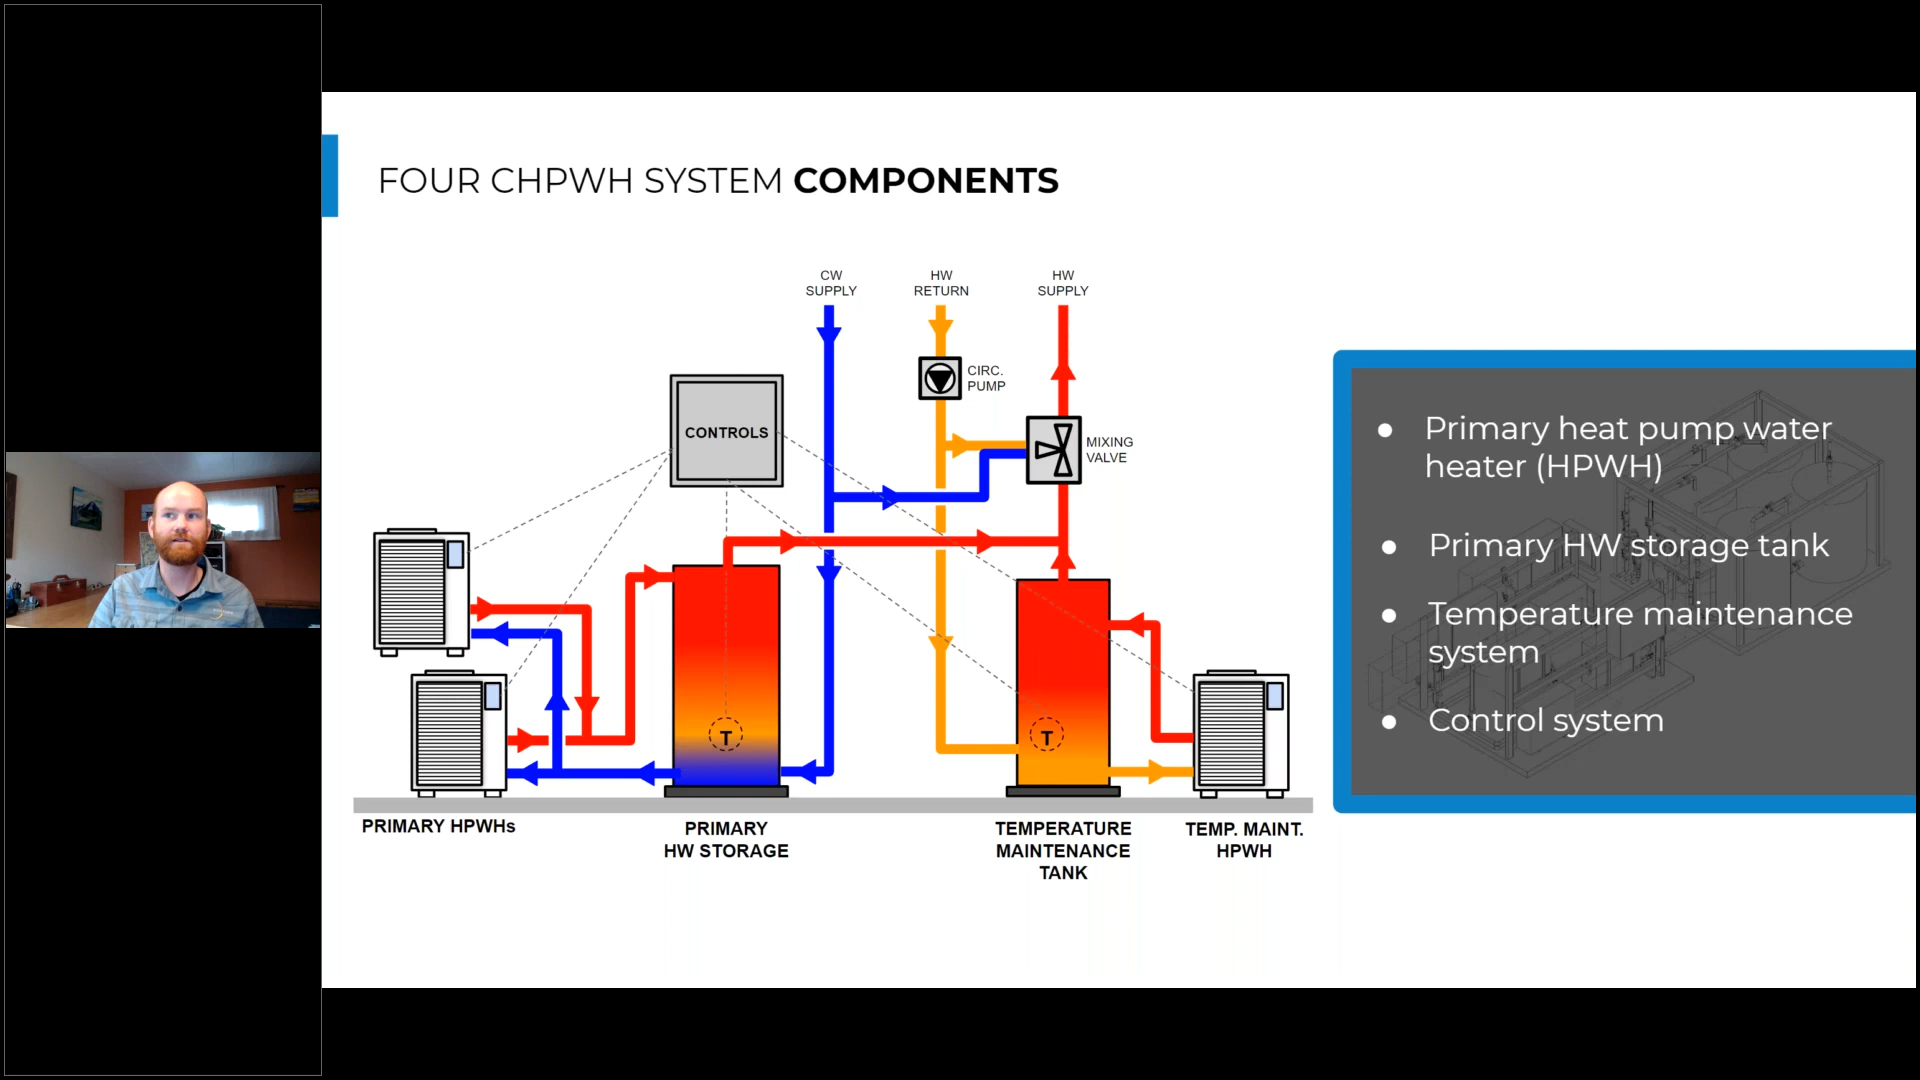 FOUR CHPWH SYSTEM COMPONENTS
CW
SUPPLY
HW
RETURN
HW
SUPPLY
CIRC.
PUMP
CONTROLS
MIXING
VALVE
T
T
PRIMARY HPWHs
PRIMARY
HW STORAGE
TEMPERATURE
MAINTENANCE
TANK
TEMP. MAINT.
HPWH
Primary heat pump water
heater (HPWH)
Primary HW storage tank
Temperature maintenance
system
Control system